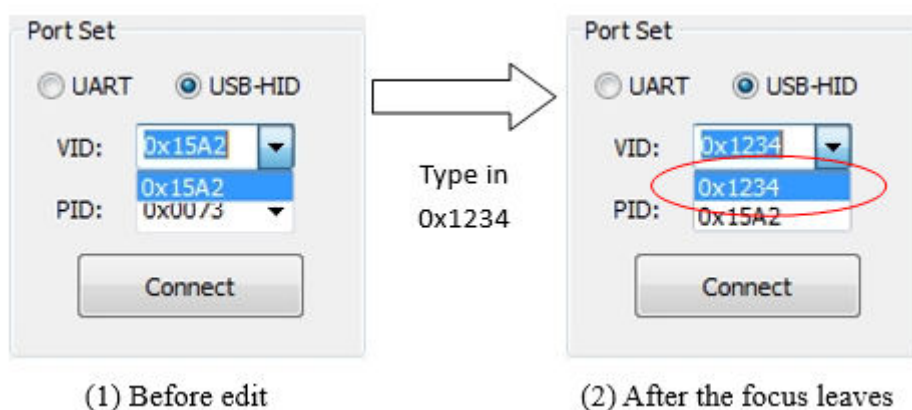 Port Set
UART USB-HID
VID: 0x15A2
0x15A2
PID: 0x0073
Connect
(1) Before edit
Type in
0x1234
Port Set
UART USB-HID
VID: 0x1234
0x1234
PID: 0x15A2
Connect
(2) After the focus leaves